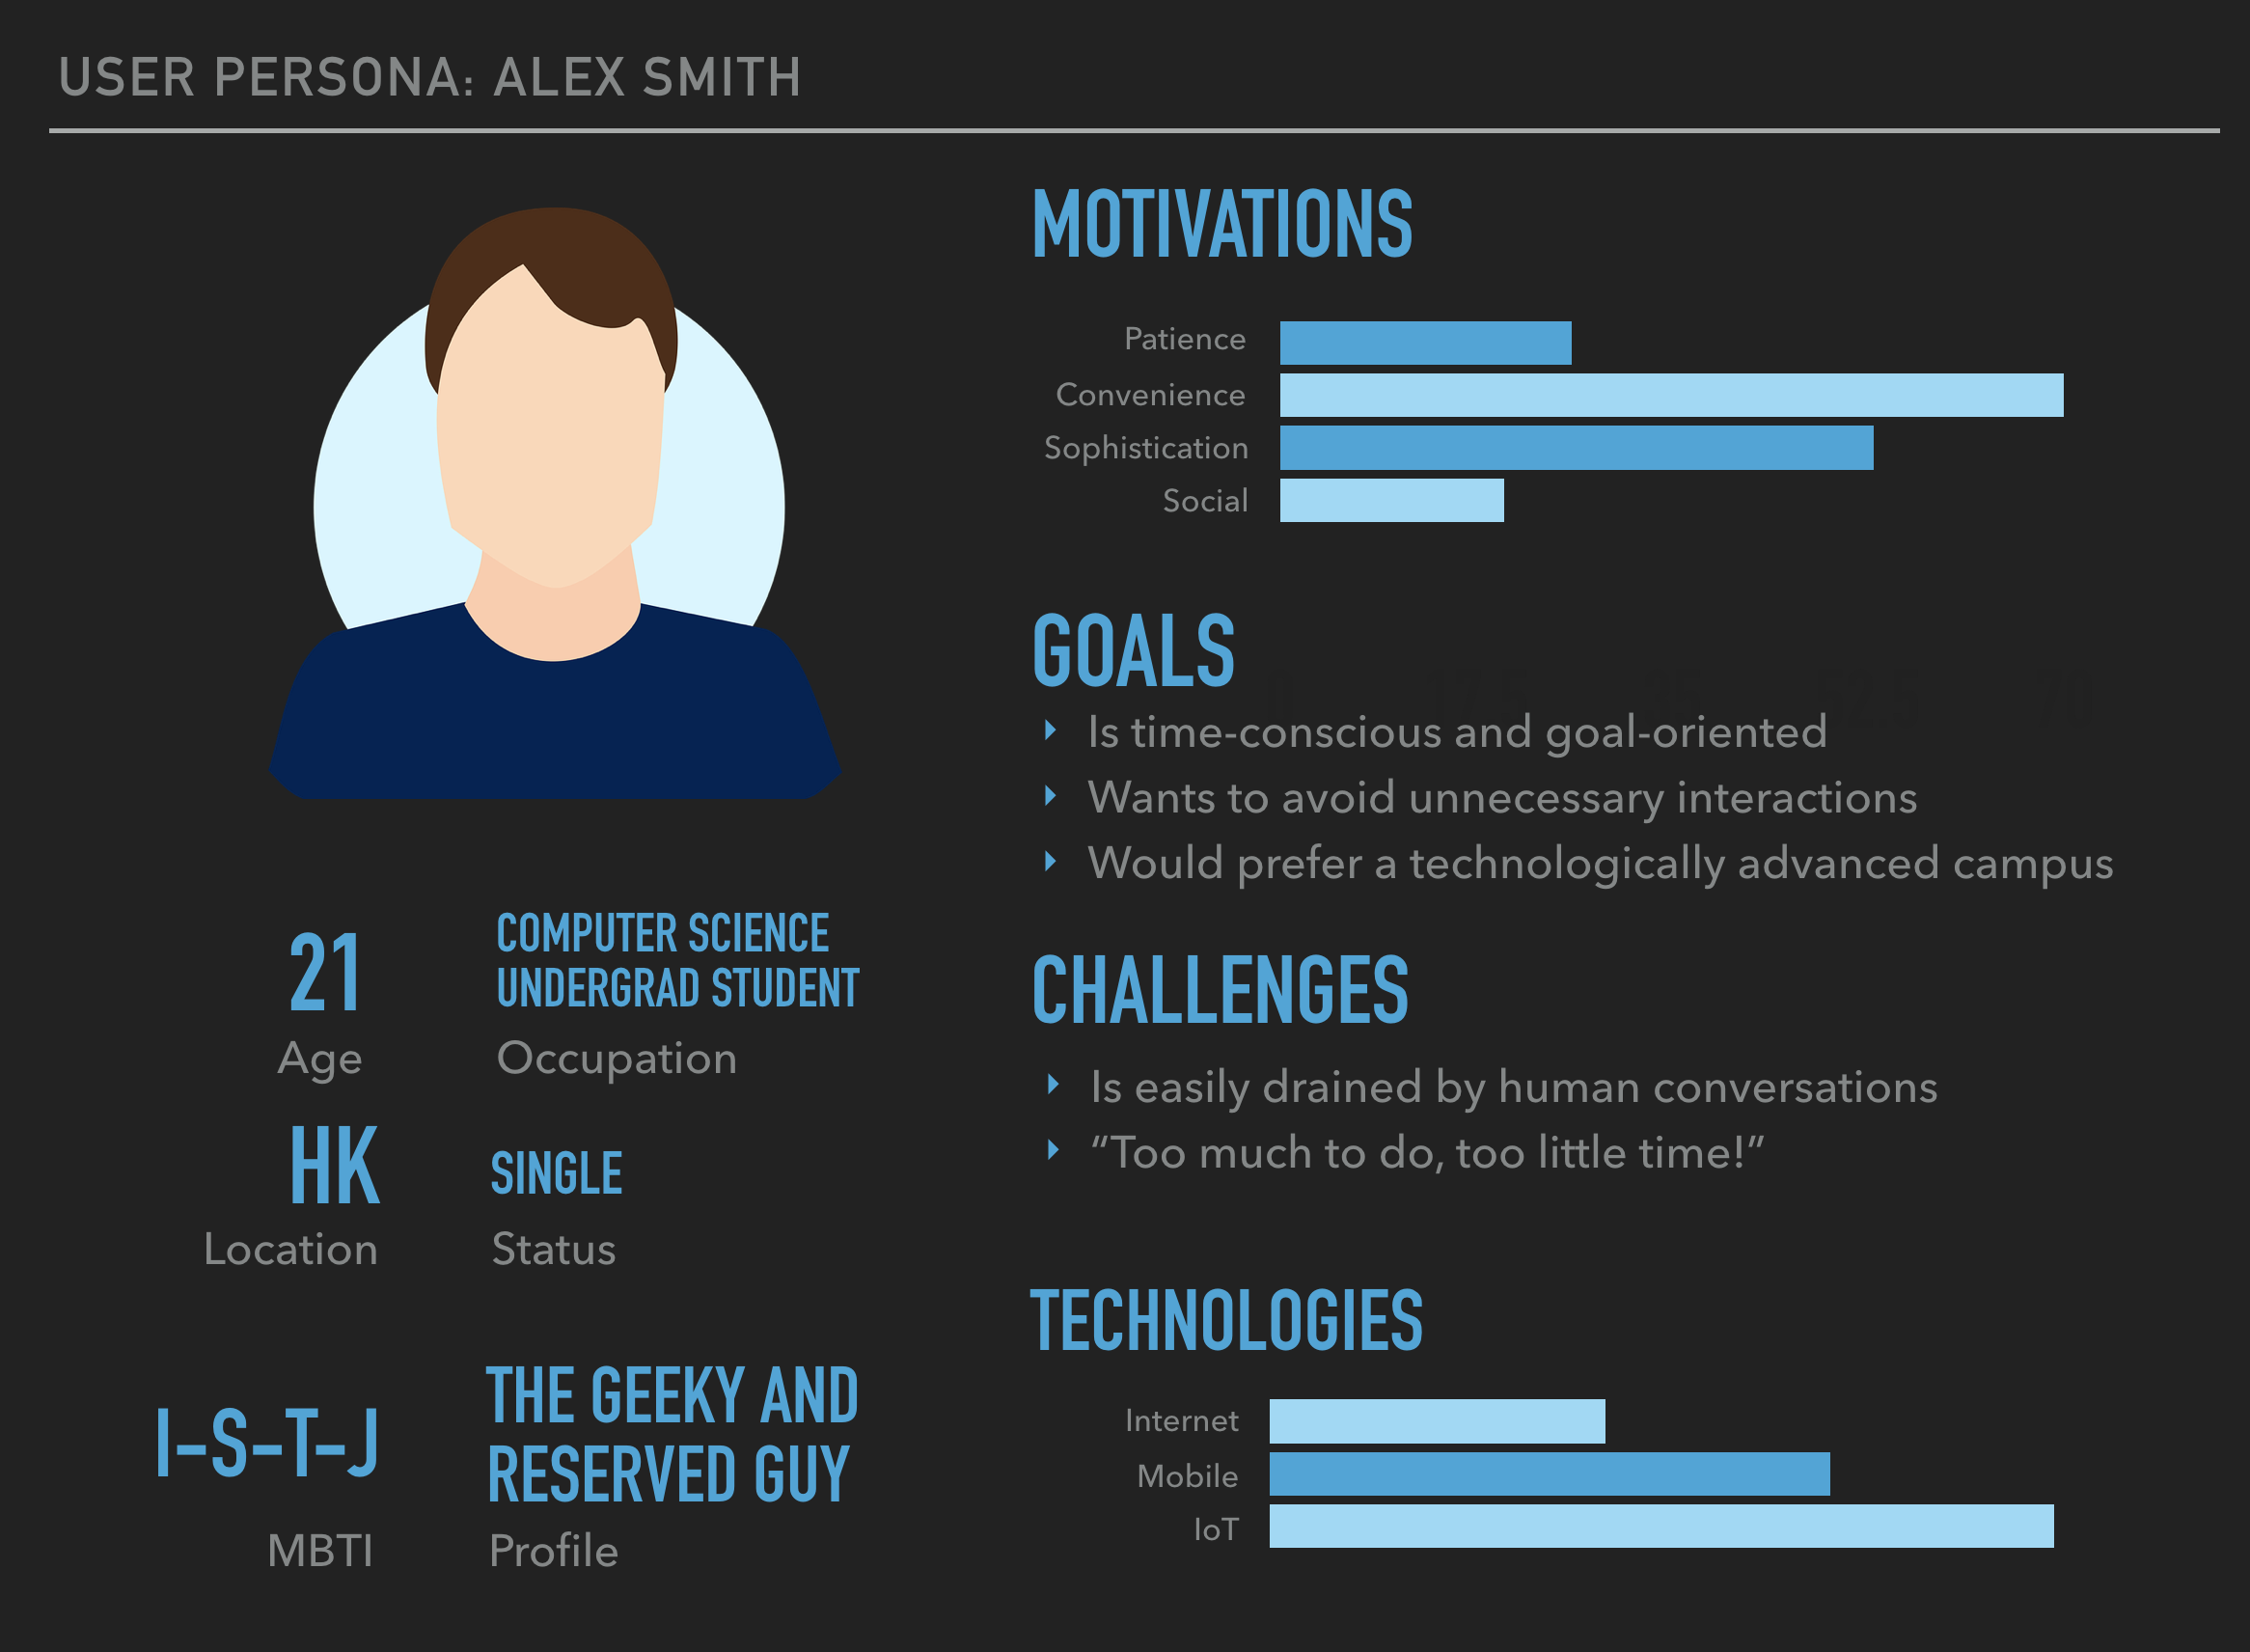 USER PERSONA: ALEX SMITH
21
Age
COMPUTER SCIENCE
UNDERGRAD STUDENT
Occupation
HK
Location
SINGLE
Status
I–S–T–J
MBTI
THE GEEKY AND
RESERVED GUY
Profile
MOTIVATIONS
Patience
Convenience
Sophistication
Social
GOALS
Is time-conscious and goal-oriented
Wants to avoid unnecessary interactions
Would prefer a technologically advanced campus
CHALLENGES
Is easily drained by human conversations
“Too much to do, too little time!”
TECHNOLOGIES
Internet
Mobile
IoT